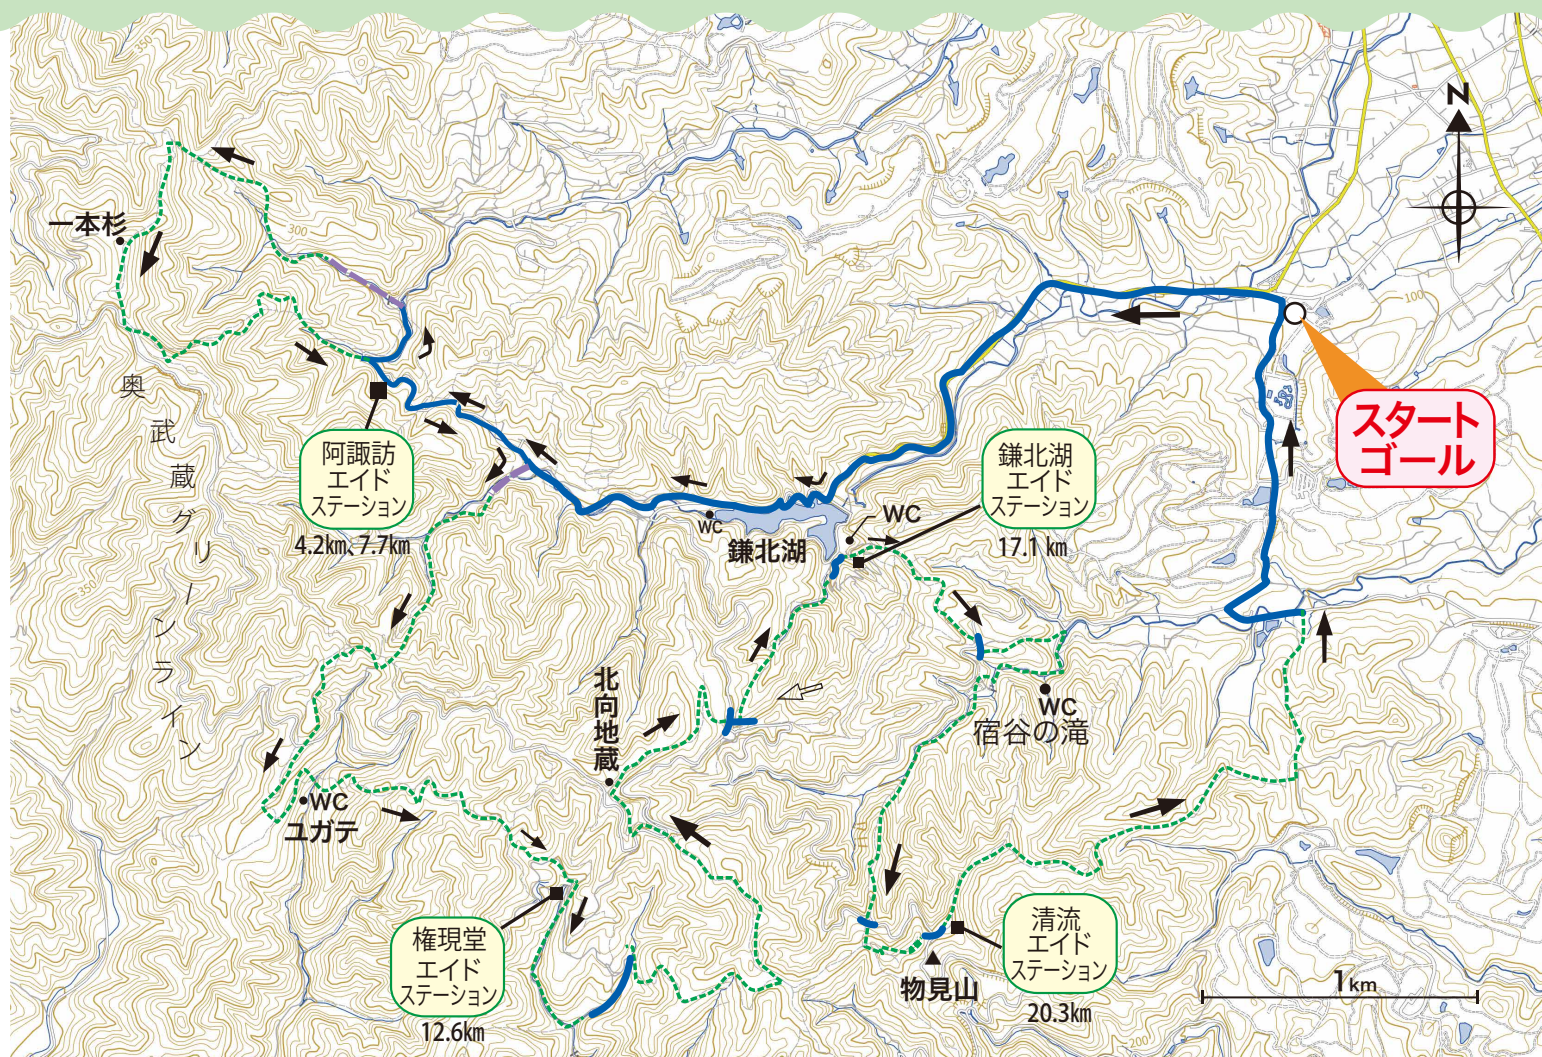 N
350
300
一本杉
100
スタート
ゴール
奥武蔵グリーンライン
阿諏訪
エイド
ステーション
4.2km、7.7km
鎌北湖
エイド
ステーション
17.1 km
WC
WC
鎌北湖
350
北向地蔵
WC
宿谷の滝
WC
ユガテ
権現堂
エイド
ステーション
12.6km
清流
エイド
ステーション
20.3km
物見山
1km
200